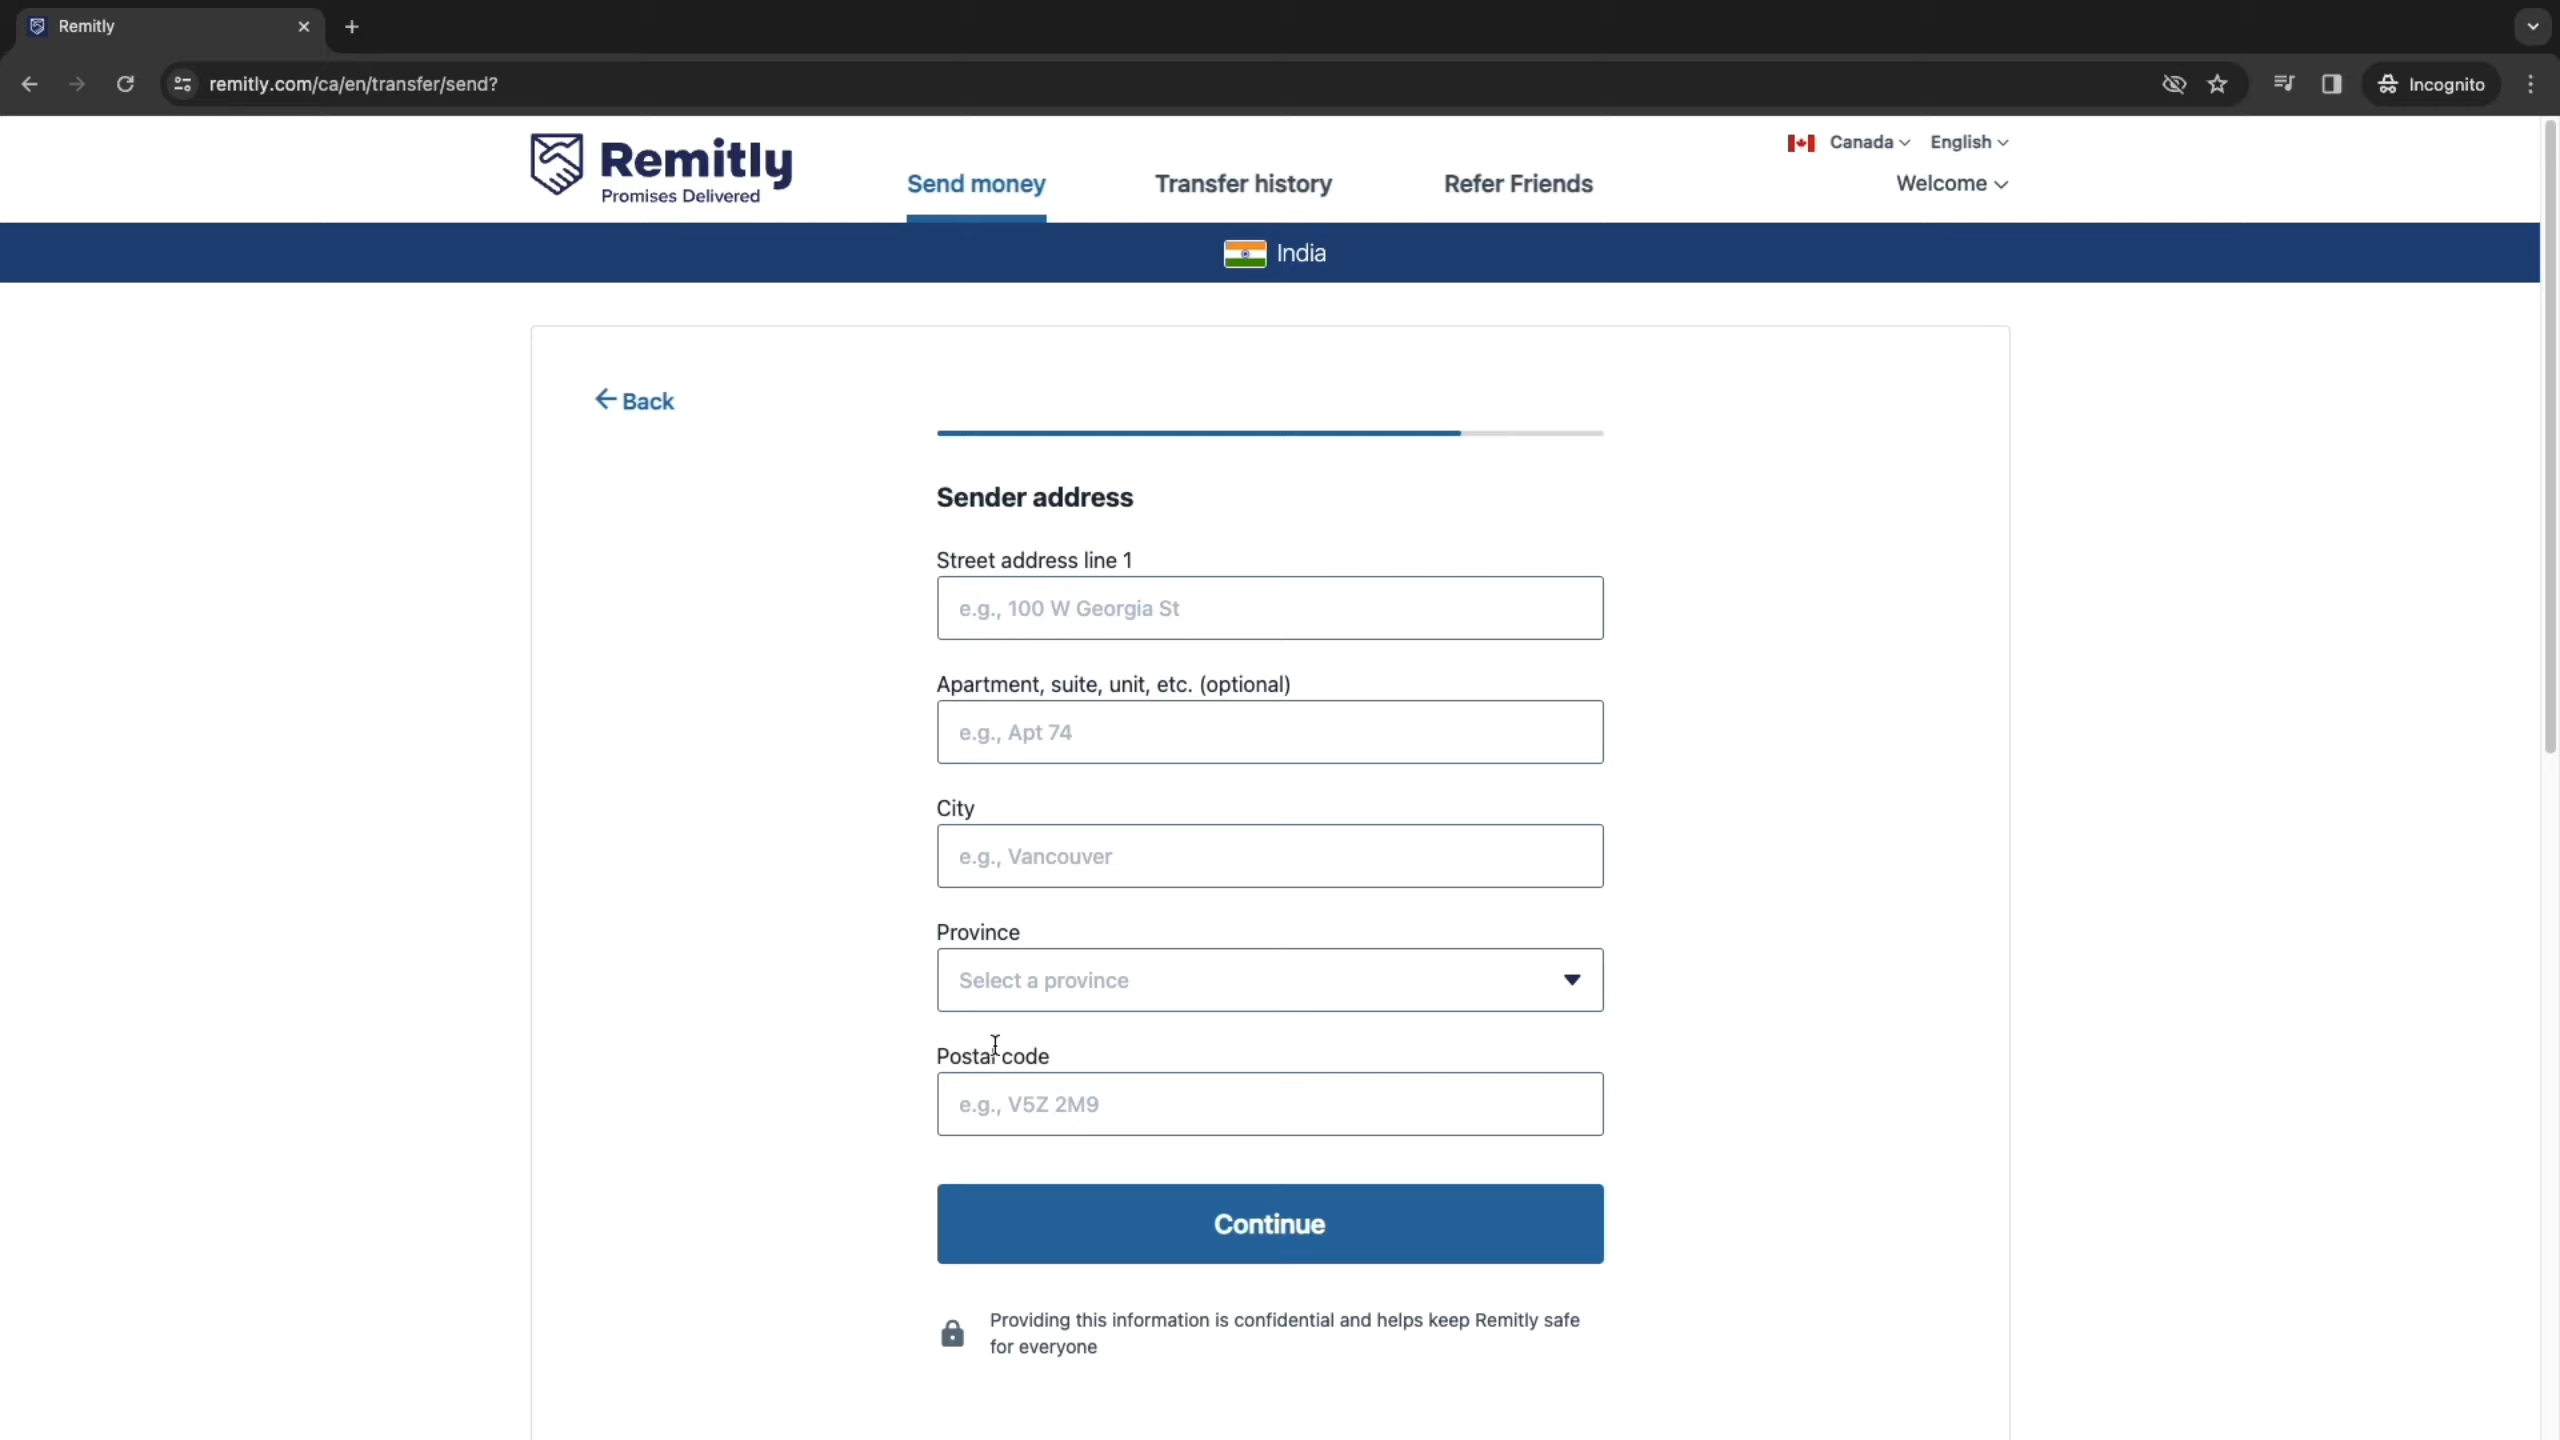 Remitly
remitly.com/ca/en/transfer/send?
Incognito
Remitly
Promises Delivered
Send money
Transfer history
Refer Friends
Canada
English
Welcome
India
Back
Sender address
Street address line 1
e.g., 100 W Georgia St
Apartment, suite, unit, etc. (optional)
e.g., Apt 74
City
e.g., Vancouver
Province
Select a province
Postal code
e.g., V5Z 2M9
Continue
Providing this information is confidential and helps keep Remitly safe
for everyone